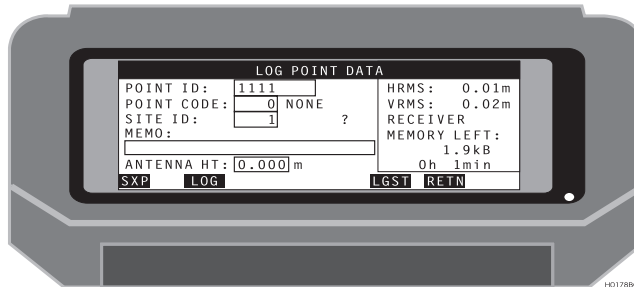 LOG POINT DATA
POINT ID: 1111
POINT CODE: 0 NONE
SITE ID: 1 ?
MEMO:
ANTENNA HT: 0.000 m
HRMS: 0.01m
VRMS: 0.02m
RECEIVER
MEMORY LEFT:
1.9kB
0h 1min
SXP LOG LGST RETN